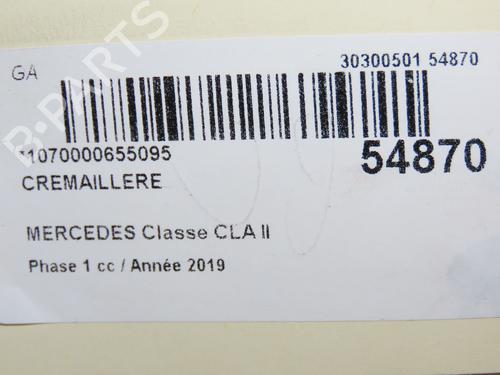 GA
30300501 54870
*1070000655095
54870
CREMAILLERE
MERCEDES Classe CLA II
Phase 1 cc / Année 2019
B-PARTS